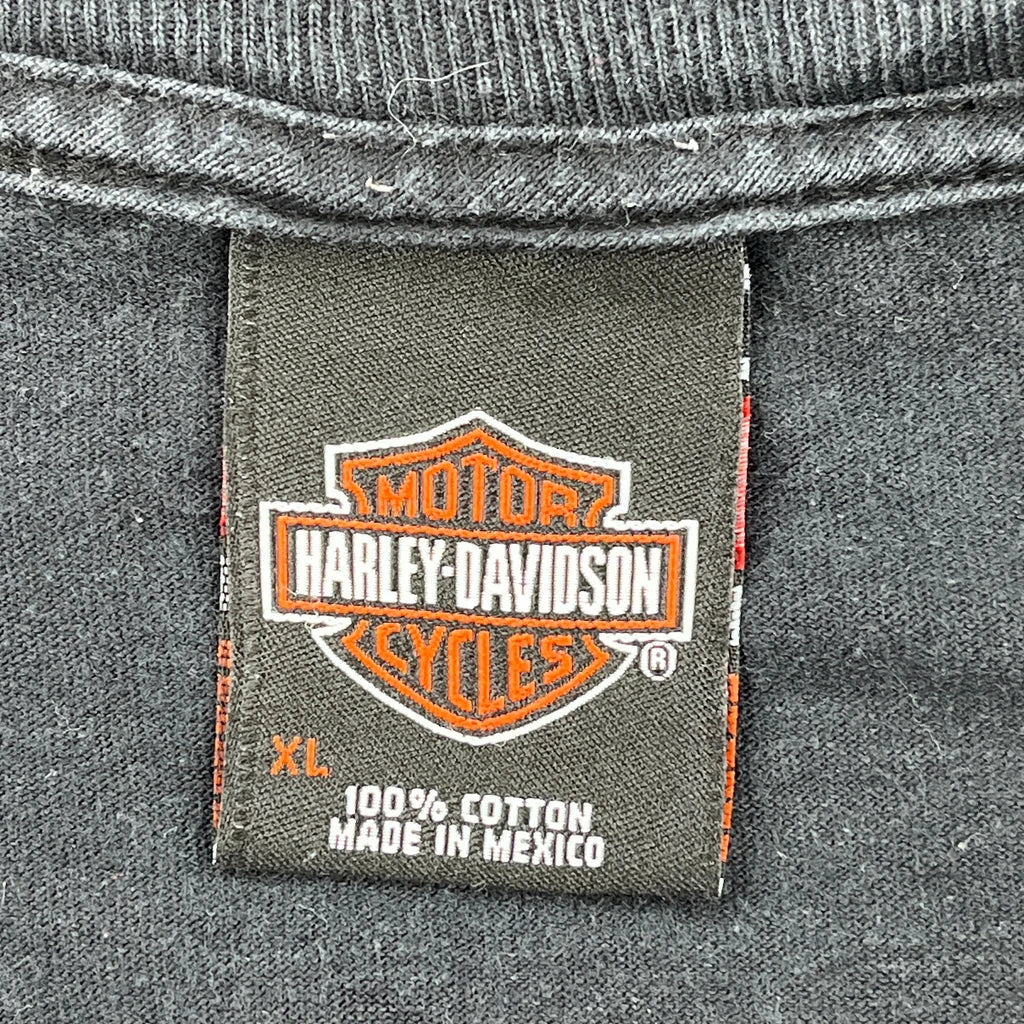 MOTOR
HARLEY-DAVIDSON
CYCLES
®
XL
100% COTTON
MADE IN MEXICO